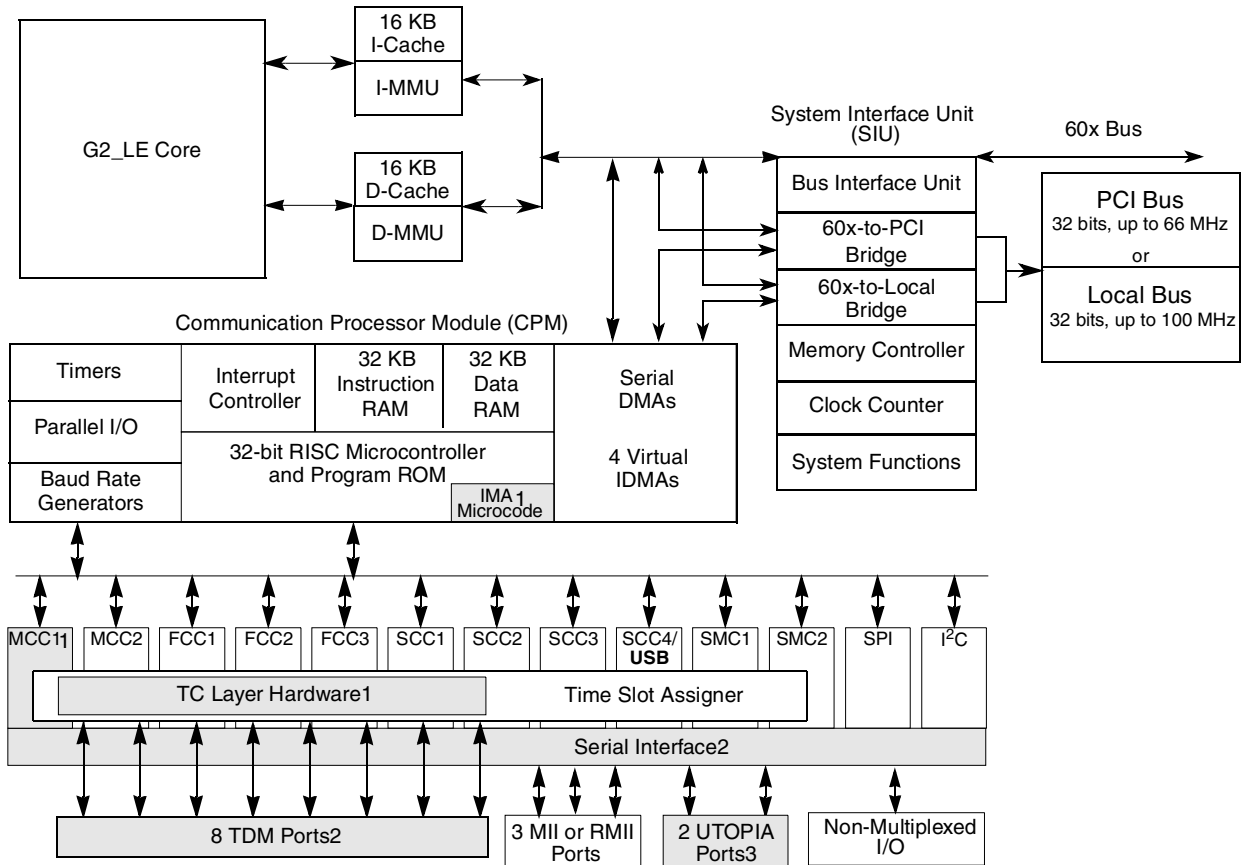 16 KB
I-Cache
I-MMU
G2_LE Core
16 KB
D-Cache
D-MMU
System Interface Unit
(SIU)
60x Bus
Bus Interface Unit
60x-to-PCI
Bridge
60x-to-Local
Bridge
Memory Controller
Clock Counter
System Functions
PCI Bus
32 bits, up to 66 MHz
or
Local Bus
32 bits, up to 100 MHz
Communication Processor Module (CPM)
Timers
Parallel I/O
Baud Rate
Generators
Interrupt
Controller
32 KB
Instruction
RAM
32 KB
Data
RAM
32-bit RISC Microcontroller
and Program ROM
IMA1
Microcode
Serial
DMAs
4 Virtual
IDMAs
MCC11
MCC2
FCC1
FCC2
FCC3
SCC1
SCC2
SCC3
SCC4/
USB
SMC1
SMC2
SPI
I2C
TC Layer Hardware1
Time Slot Assigner
Serial Interface2
8 TDM Ports2
3 MII or RMII
Ports
2 UTOPIA
Ports3
Non-Multiplexed
I/O